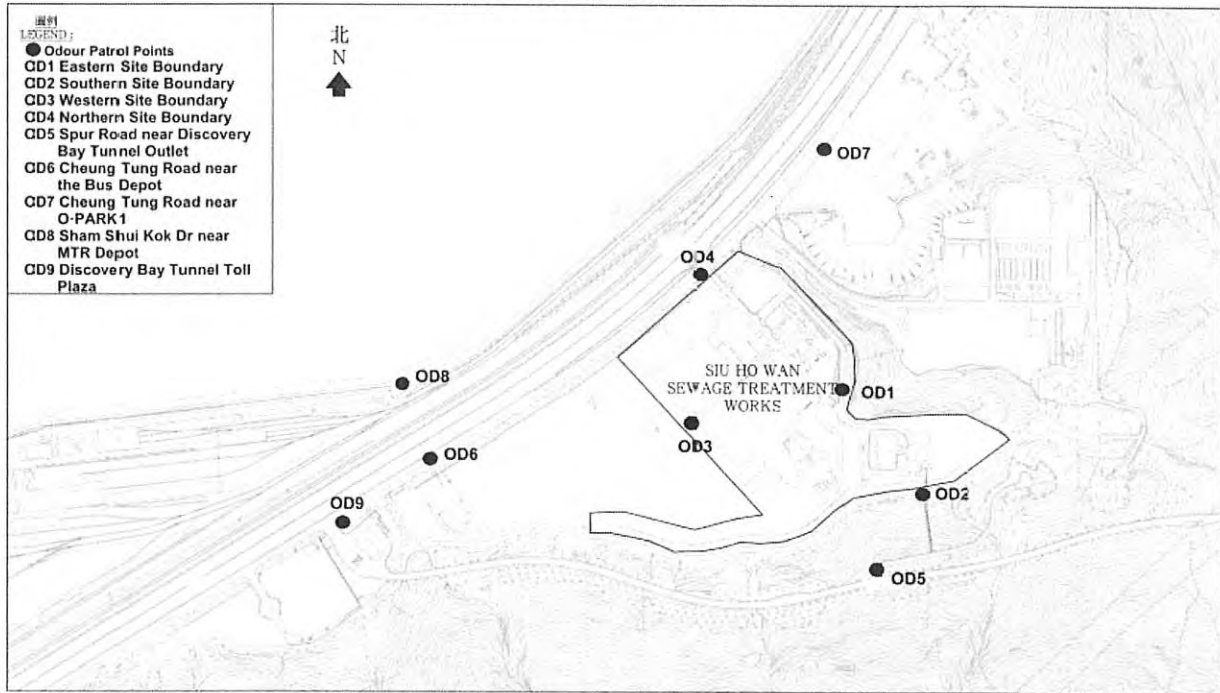 圖例
LEGEND :
Odour Patrol Points
OD1 Eastern Site Boundary
OD2 Southern Site Boundary
OD3 Western Site Boundary
OD4 Northern Site Boundary
OD5 Spur Road near Discovery
Bay Tunnel Outlet
OD6 Cheung Tung Road near
the Bus Depot
OD7 Cheung Tung Road near
O-PARK1
OD8 Sham Shui Kok Dr near
MTR Depot
OD9 Discovery Bay Tunnel Toll
Plaza
北
N
OD7
OD4
OD8
SIU HO WAN
SEWAGE TREATMENT
WORKS
OD1
OD3
OD6
OD2
OD9
OD5